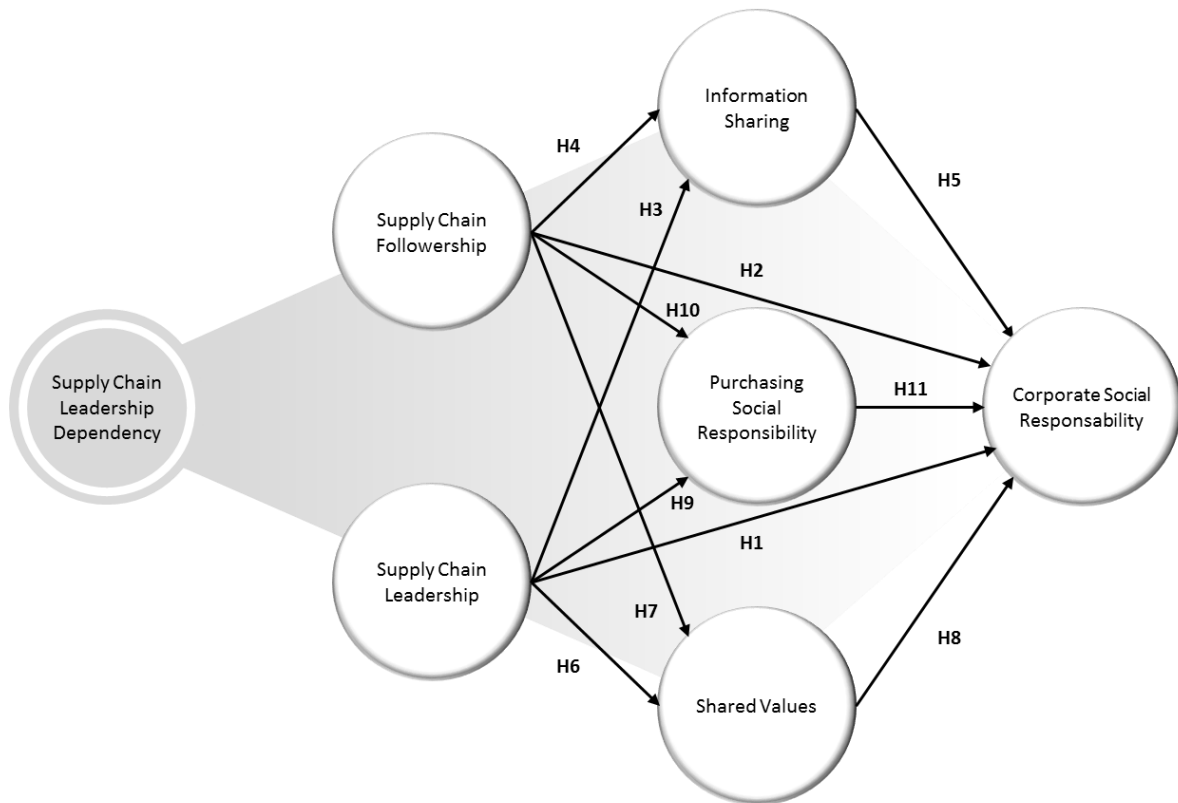 Information
Sharing
H4
H5
Supply Chain
Followership
H3
H2
H10
Supply Chain
Leadership
Dependency
Purchasing
Social
Responsibility
H11
Corporate Social
Responsability
H9
H1
Supply Chain
Leadership
H7
H6
H8
Shared Values